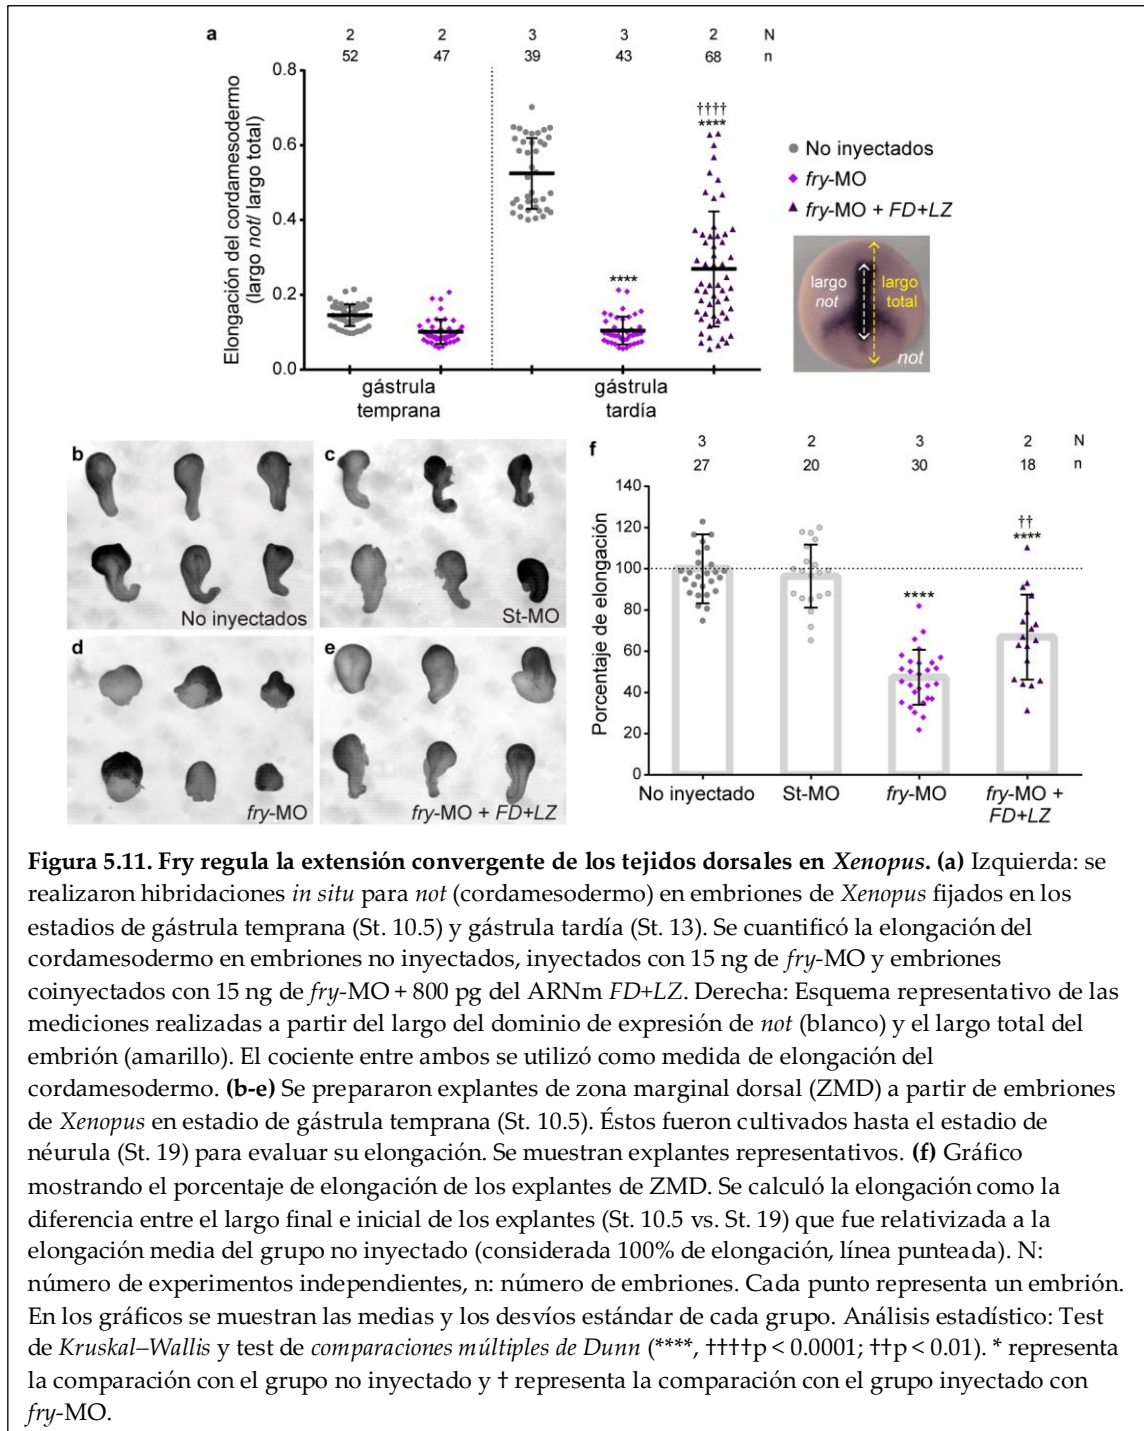 a 2 2 3 3 2 N
52 47 39 43 68 n
Elongación del cordamesodermo
(largo not/ largo total)
0.8
0.6
0.4
0.2
0.0
****
††††
****
gástrula
temprana
gástrula
tardía
No inyectados
fry-MO
fry-MO + FD+LZ
largo
not
largo
total
not
b
No inyectados
c
St-MO
d
fry-MO
e
fry-MO + FD+LZ
f 3 2 3 2 N
27 20 30 18 n
Porcentaje de elongación
140
120
100
80
60
40
20
0
****
††
****
No inyectado St-MO fry-MO fry-MO +
FD+LZ
Figura 5.11. Fry regula la extensión convergente de los tejidos dorsales en Xenopus. (a) Izquierda: se
realizaron hibridaciones in situ para not (cordamesodermo) en embriones de Xenopus fijados en los
estadios de gástrula temprana (St. 10.5) y gástrula tardía (St. 13). Se cuantificó la elongación del
cordamesodermo en embriones no inyectados, inyectados con 15 ng de fry-MO y embriones
coinyectados con 15 ng de fry-MO + 800 pg del ARNm FD+LZ. Derecha: Esquema representativo de las
mediciones realizadas a partir del largo del dominio de expresión de not (blanco) y el largo total del
embrión (amarillo). El cociente entre ambos se utilizó como medida de elongación del
cordamesodermo. (b-e) Se prepararon explantes de zona marginal dorsal (ZMD) a partir de embriones
de Xenopus en estadio de gástrula temprana (St. 10.5). Éstos fueron cultivados hasta el estadio de
néurula (St. 19) para evaluar su elongación. Se muestran explantes representativos. (f) Gráfico
mostrando el porcentaje de elongación de los explantes de ZMD. Se calculó la elongación como la
diferencia entre el largo final e inicial de los explantes (St. 10.5 vs. St. 19) que fue relativizada a la
elongación media del grupo no inyectado (considerada 100% de elongación, línea punteada). N:
número de experimentos independientes, n: número de embriones. Cada punto representa un embrión.
En los gráficos se muestran las medias y los desvíos estándar de cada grupo. Análisis estadístico: Test
de Kruskal–Wallis y test de comparaciones múltiples de Dunn (****, ††††p < 0.0001; ††p < 0.01). * representa
la comparación con el grupo no inyectado y † representa la comparación con el grupo inyectado con
fry-MO.